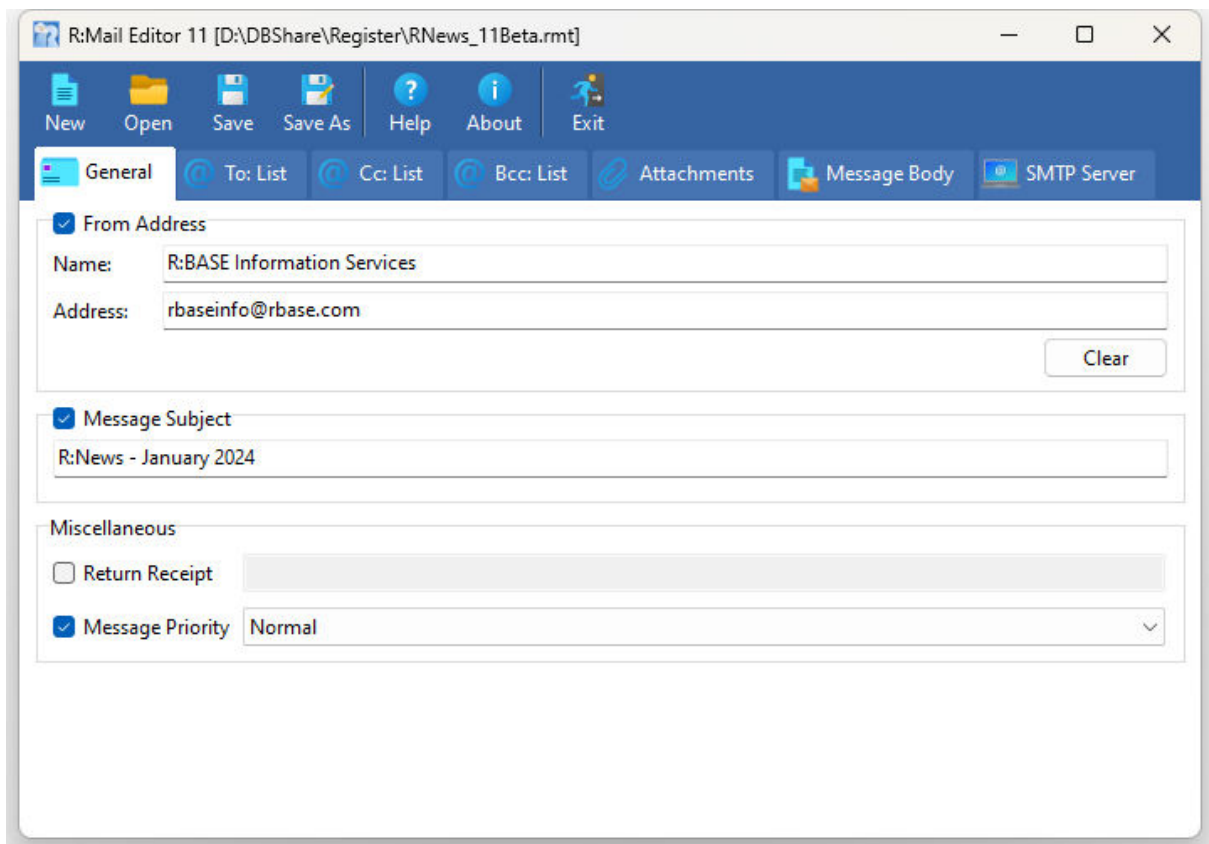 R:Mail Editor 11 [D:\DBShare\Register\RNews_11Beta.rmt]
New Open Save Save As Help About Exit
General To: List Cc: List Bcc: List Attachments Message Body SMTP Server
From Address
Name: R:BASE Information Services
Address: rbaseinfo@rbase.com
Clear
Message Subject
R:News - January 2024
Miscellaneous
Return Receipt
Message Priority Normal